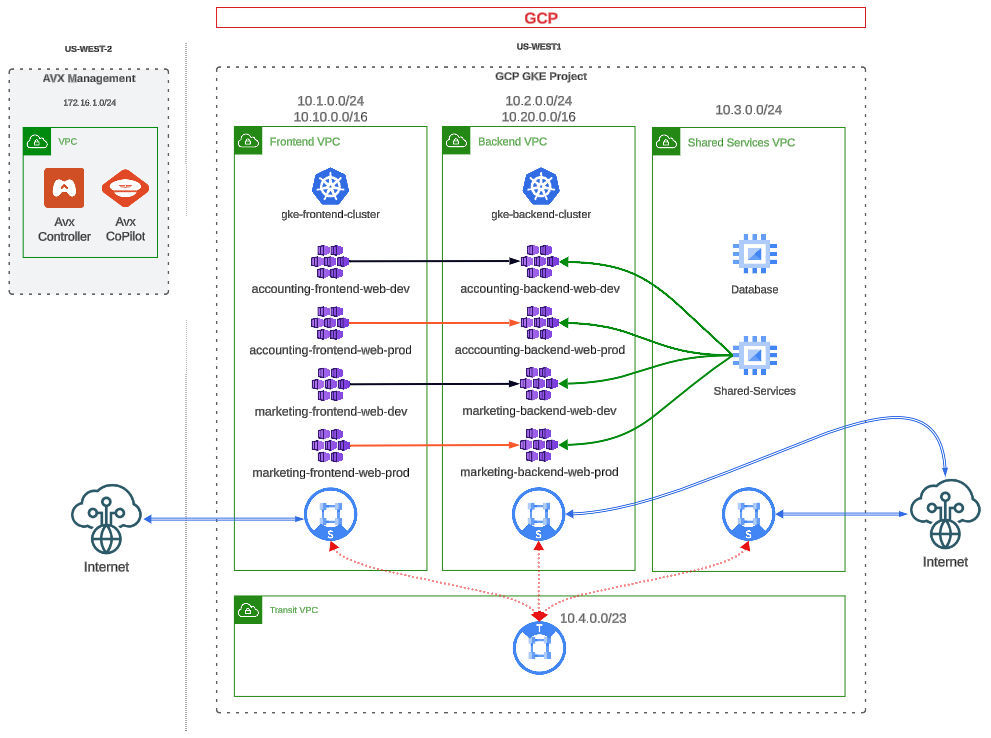 GCP
US-WEST-2
US-WEST1
AVX Management
172.16.1.0/24
VPC
Avx
Controller
Avx
CoPilot
GCP GKE Project
10.1.0.0/24
10.10.0.0/16
10.2.0.0/24
10.20.0.0/16
10.3.0.0/24
Frontend VPC
Backend VPC
Shared Services VPC
gke-frontend-cluster
gke-backend-cluster
accounting-frontend-web-dev
accounting-backend-web-dev
Database
accounting-frontend-web-prod
acccounting-backend-web-prod
Shared-Services
marketing-frontend-web-dev
marketing-backend-web-dev
marketing-frontend-web-prod
marketing-backend-web-prod
S
S
S
Internet
Internet
Transit VPC
10.4.0.0/23
T